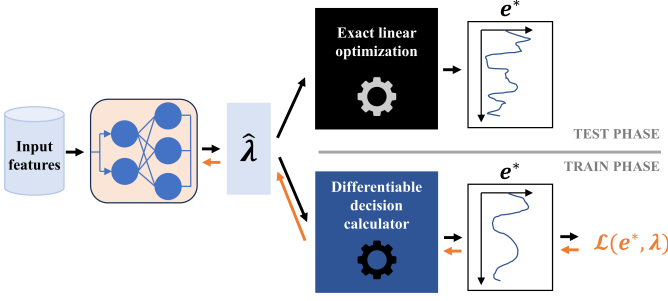 Input
features
λ̂
Exact linear
optimization
e*
TEST PHASE
TRAIN PHASE
Differentiable
decision
calculator
e*
ℒ(e*, λ)